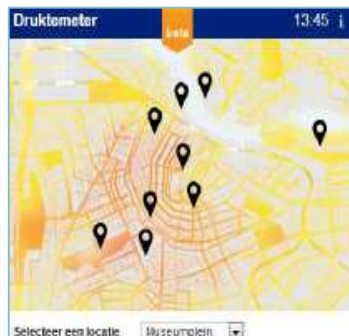 Druktemeter
beta
13:45 i
Selecteer een locatie
Museumplein